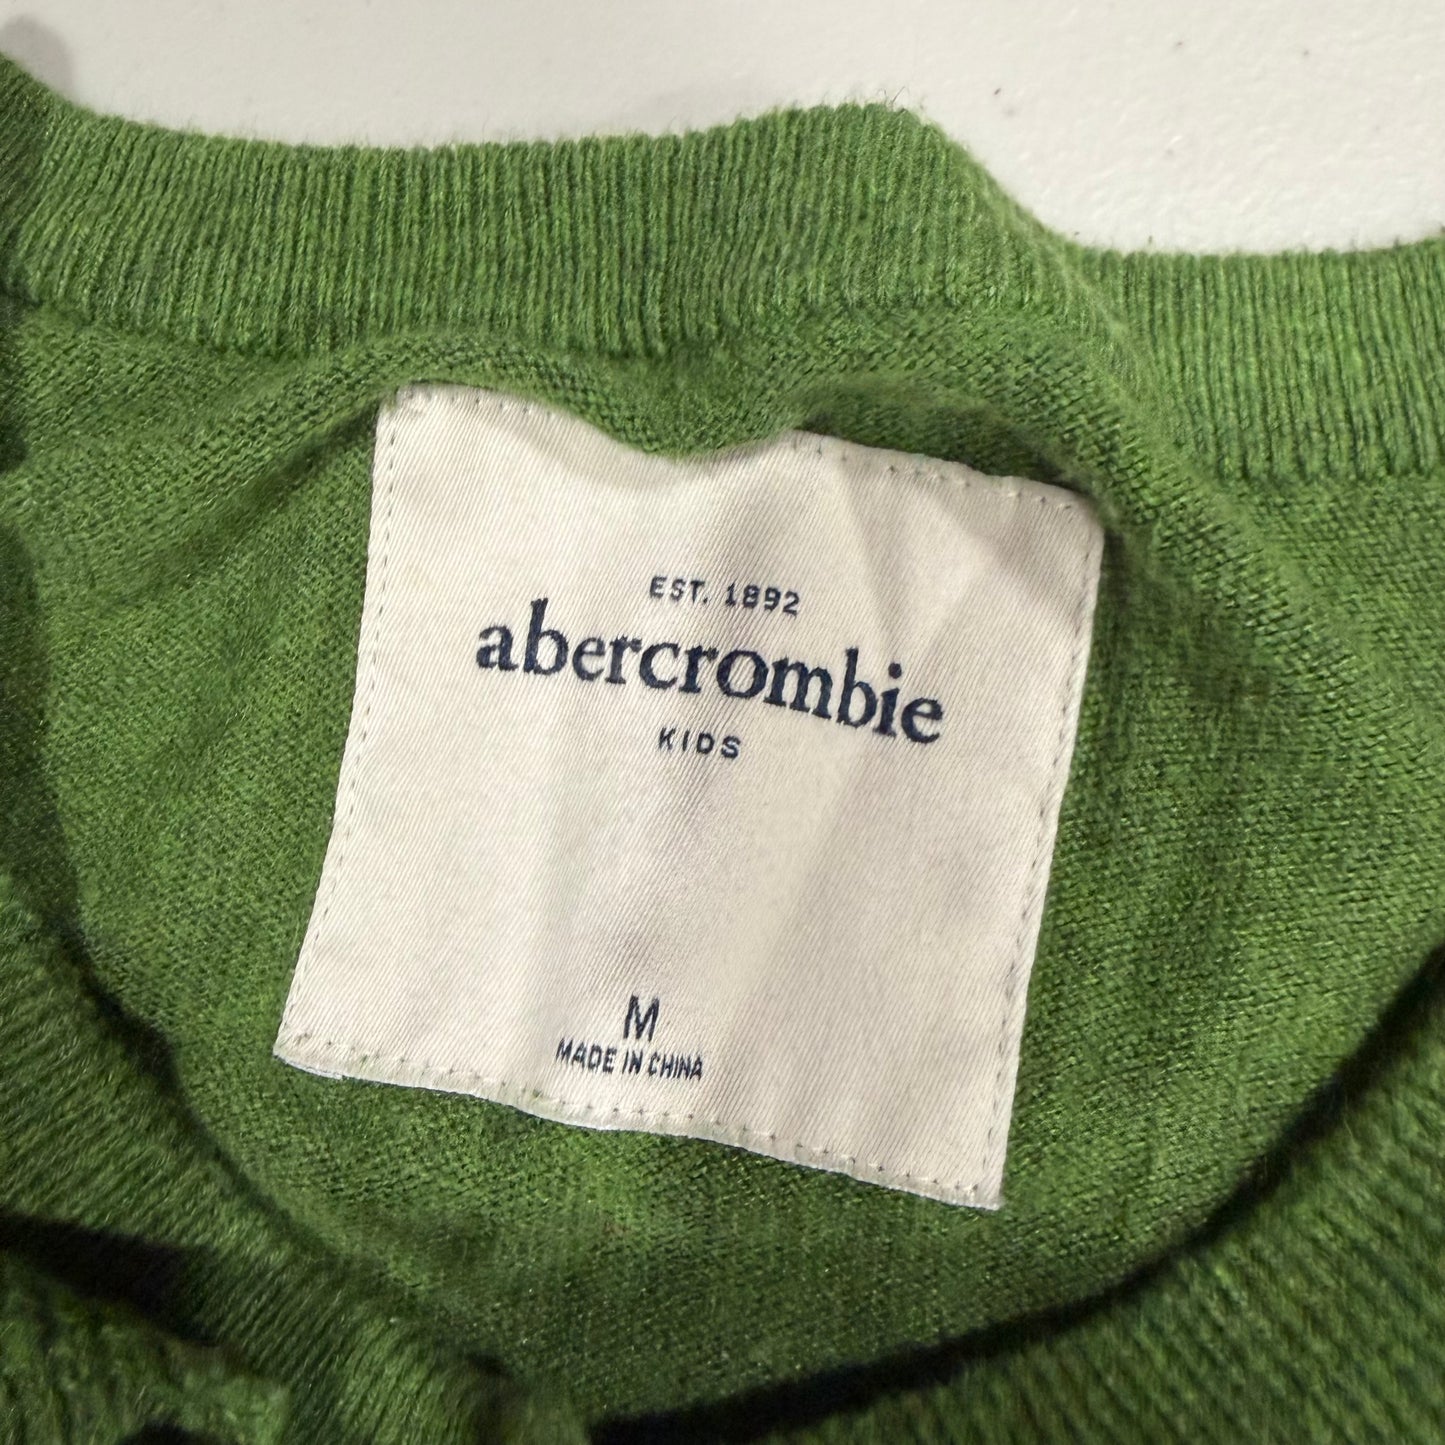 EST. 1892
abercrombie
KIDS
M
MADE IN CHINA